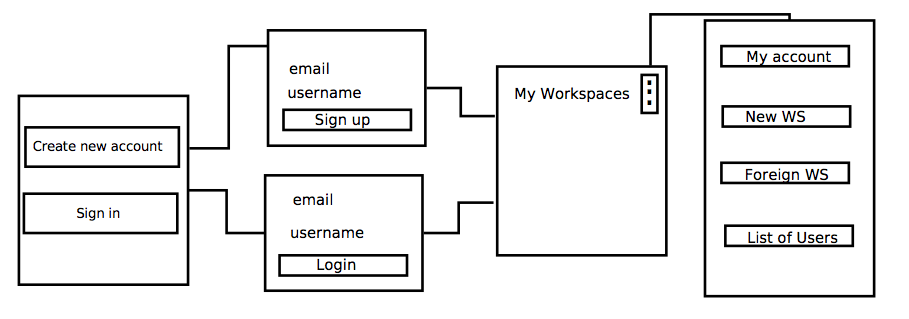 Create new account
Sign in
email
username
Sign up
email
username
Login
My Workspaces
My account
New WS
Foreign WS
List of Users